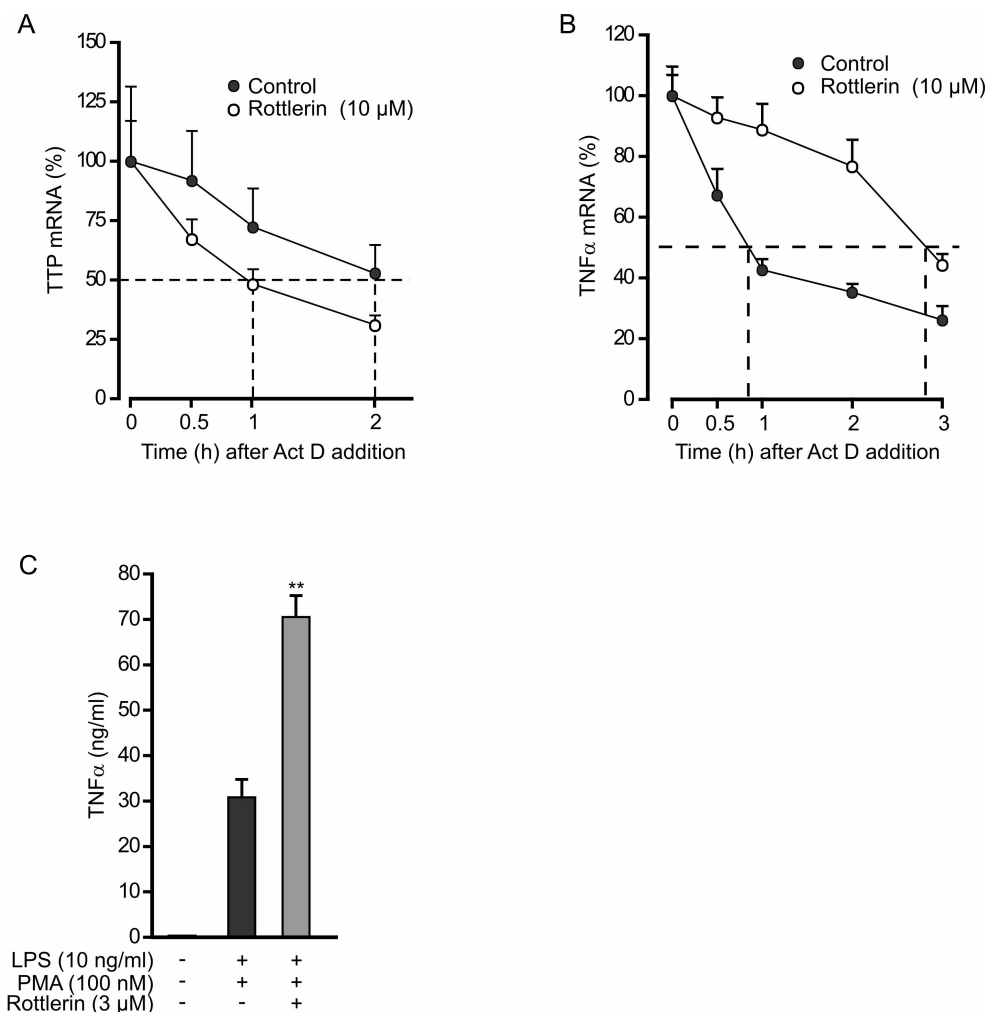 A
150
125
100
75
50
25
0
TTP mRNA (%)
Control
Rottlerin (10 μM)
0 0.5 1 2
Time (h) after Act D addition
B
120
100
80
60
40
20
0
TNFα mRNA (%)
Control
Rottlerin (10 μM)
0 0.5 1 2 3
Time (h) after Act D addition
C
80
70
60
50
40
30
20
10
0
TNFα (ng/ml)
**
LPS (10 ng/ml) - + +
PMA (100 nM) - + +
Rottlerin (3 μM) - - +